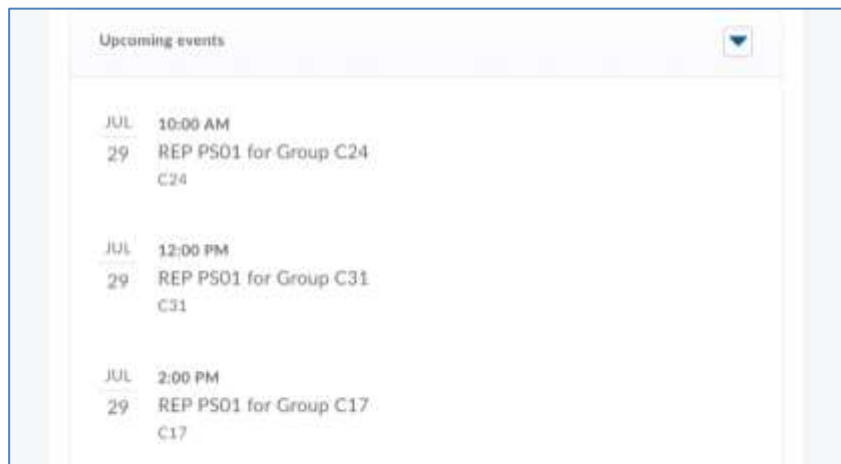 Upcoming events
JUL 10:00 AM
29 REP PS01 for Group C24
C24
JUL 12:00 PM
29 REP PS01 for Group C31
C31
JUL 2:00 PM
29 REP PS01 for Group C17
C17